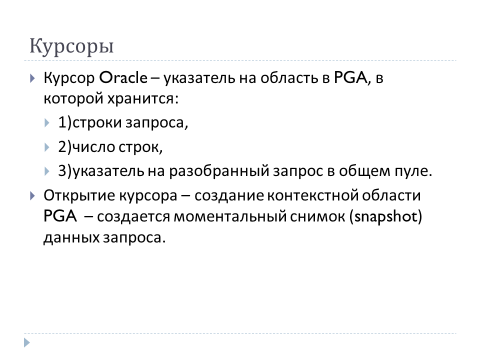 Курсоры
Курсор Oracle – указатель на область в PGA, в
которой хранится:
1)строки запроса,
2)число строк,
3)указатель на разобранный запрос в общем пуле.
Открытие курсора – создание контекстной области
PGA – создается моментальный снимок (snapshot)
данных запроса.